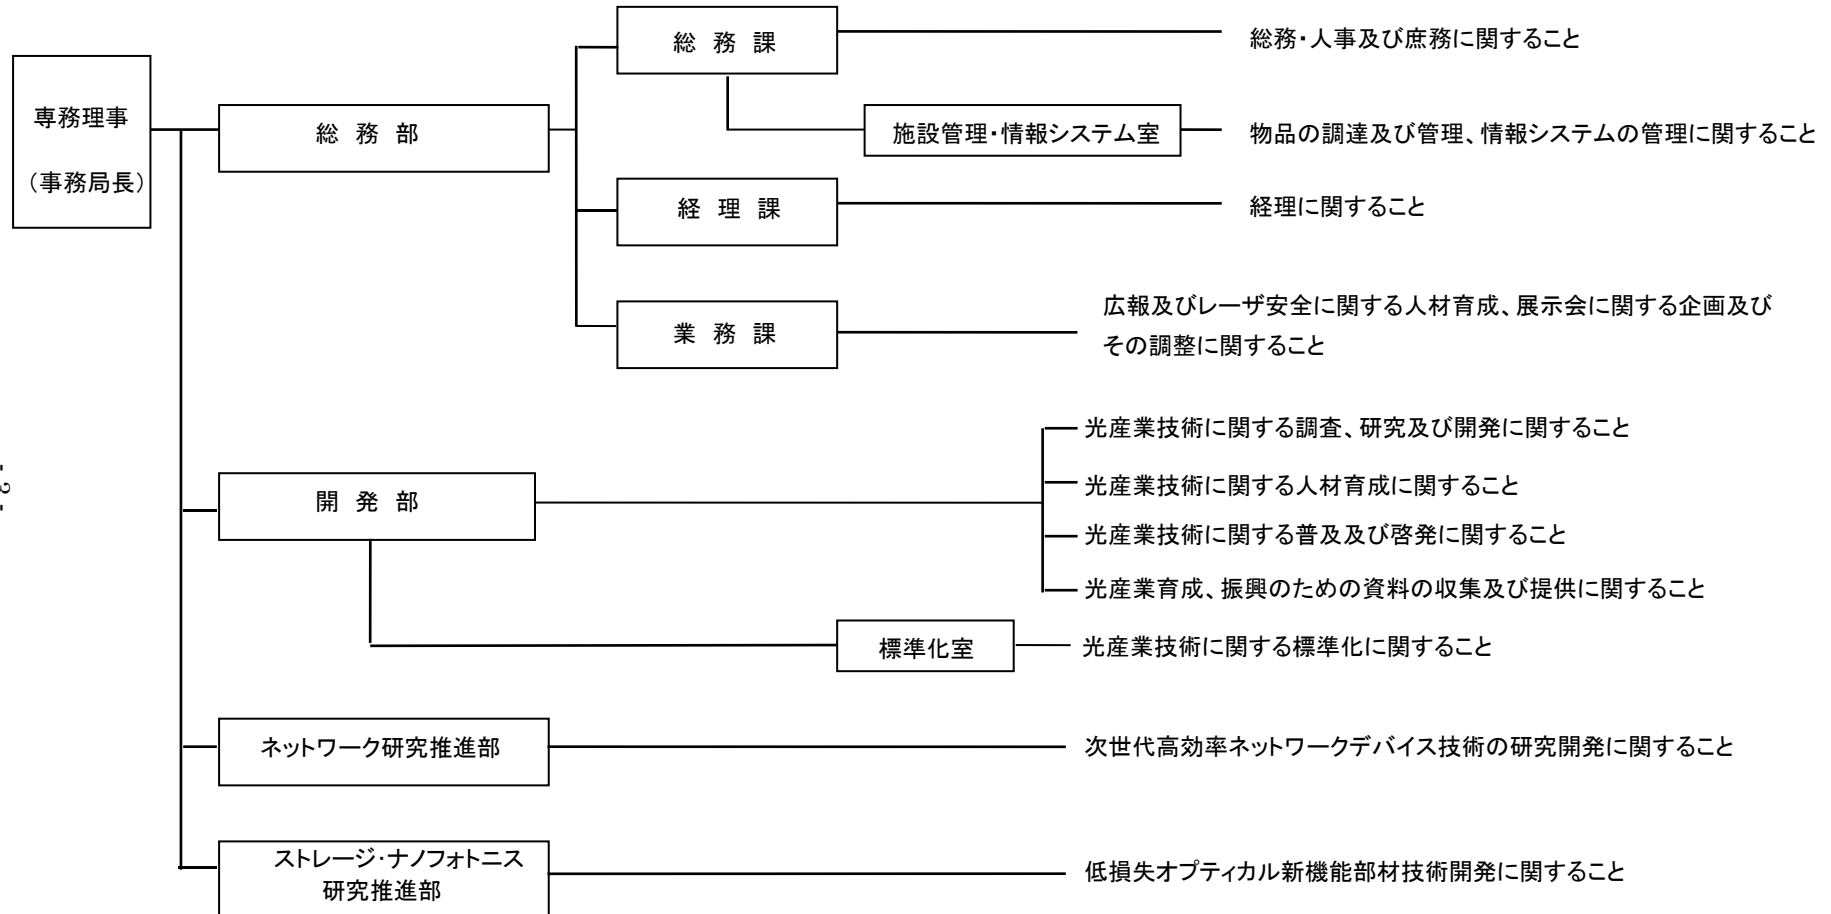 専務理事
（事務局長）
総 務 部
総 務 課
総務・人事及び庶務に関すること
施設管理・情報システム室
物品の調達及び管理、情報システムの管理に関すること
経 理 課
経理に関すること
業 務 課
広報及びレーザ安全に関する人材育成、展示会に関する企画及び
その調整に関すること
開 発 部
光産業技術に関する調査、研究及び開発に関すること
光産業技術に関する人材育成に関すること
光産業技術に関する普及及び啓発に関すること
光産業育成、振興のための資料の収集及び提供に関すること
標準化室
光産業技術に関する標準化に関すること
ネットワーク研究推進部
次世代高効率ネットワークデバイス技術の研究開発に関すること
ストレージ・ナノフォトニス
研究推進部
低損失オプティカル新機能部材技術開発に関すること
- 2 -